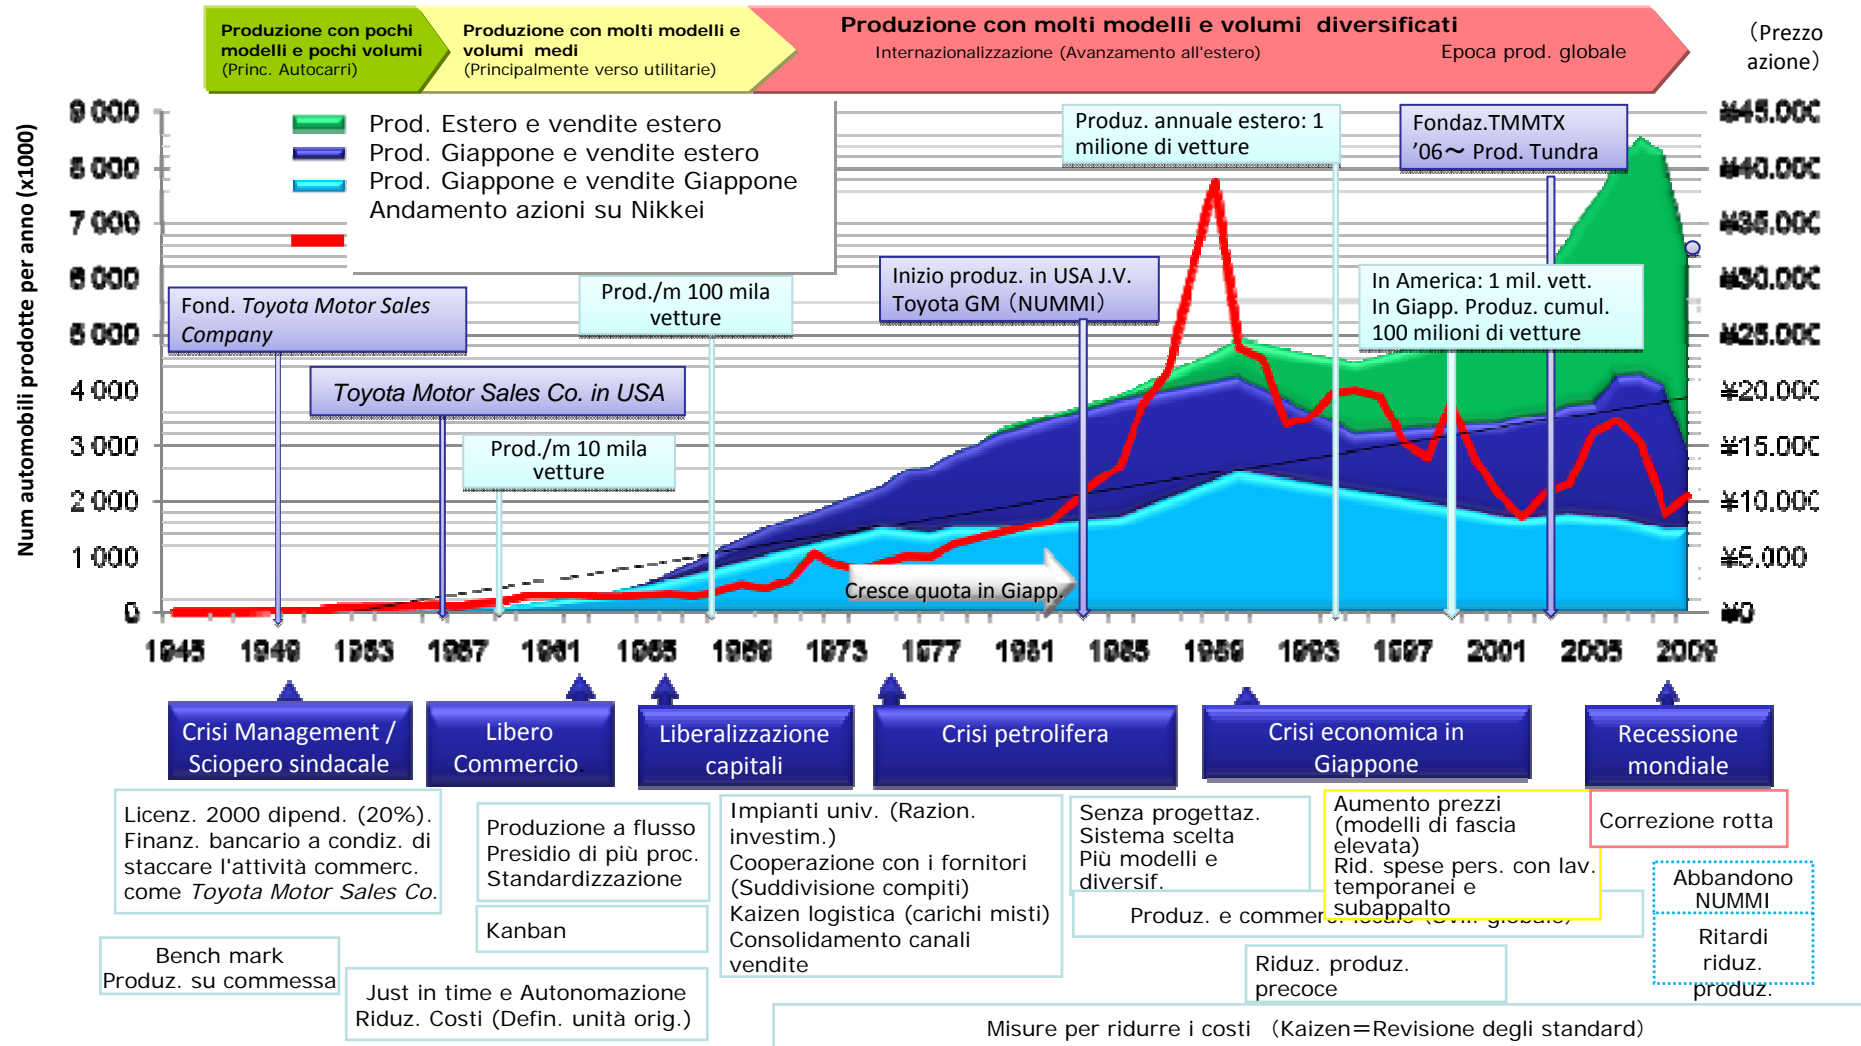 Produzione con pochi
modelli e pochi volumi
(Princ. Autocarri)
Produzione con molti modelli e
volumi medi
(Principalmente verso utilitarie)
Produzione con molti modelli e volumi diversificati
Internazionalizzazione (Avanzamento all'estero)
Epoca prod. globale
(Prezzo
azione)
Num automobili prodotte per anno (x1000)
9 000
8 000
7 000
6 000
5 000
4 000
3 000
2 000
1 000
0
Prod. Estero e vendite estero
Prod. Giappone e vendite estero
Prod. Giappone e vendite Giappone
Andamento azioni su Nikkei
Produz. annuale estero: 1
milione di vetture
Fondaz.TMMTX
'06～ Prod. Tundra
Fond. Toyota Motor Sales
Company
Prod./m 100 mila
vetture
Inizio produz. in USA J.V.
Toyota GM (NUMMI)
In America: 1 mil. vett.
In Giapp. Produz. cumul.
100 milioni di vetture
Toyota Motor Sales Co. in USA
Prod./m 10 mila
vetture
Cresce quota in Giapp.
¥45.000
¥40.000
¥35.000
¥30.000
¥25.000
¥20.000
¥15.000
¥10.000
¥5.000
¥0
1945 1949 1953 1957 1961 1965 1969 1973 1977 1981 1985 1989 1993 1997 2001 2005 2009
Crisi Management /
Sciopero sindacale
Libero
Commercio.
Liberalizzazione
capitali
Crisi petrolifera
Crisi economica in
Giappone
Recessione
mondiale
Licenz. 2000 dipend. (20%).
Finanz. bancario a condiz. di
staccare l'attività commerc.
come Toyota Motor Sales Co.
Bench mark
Produz. su commessa
Produzione a flusso
Presidio di più proc.
Standardizzazione
Kanban
Just in time e Autonomazione
Riduz. Costi (Defin. unità orig.)
Impianti univ. (Razion.
investim.)
Cooperazione con i fornitori
(Suddivisione compiti)
Kaizen logistica (carichi misti)
Consolidamento canali
vendite
Senza progettaz.
Sistema scelta
Più modelli e
diversif.
Produz. e commerc. locale (Svil. globale)
Aumento prezzi
(modelli di fascia
elevata)
Rid. spese pers. con lav.
temporanei e
subappalto
Riduz. produz.
precoce
Correzione rotta
Abbandono
NUMMI
Ritardi
riduz.
produz.
Misure per ridurre i costi (Kaizen=Revisione degli standard)